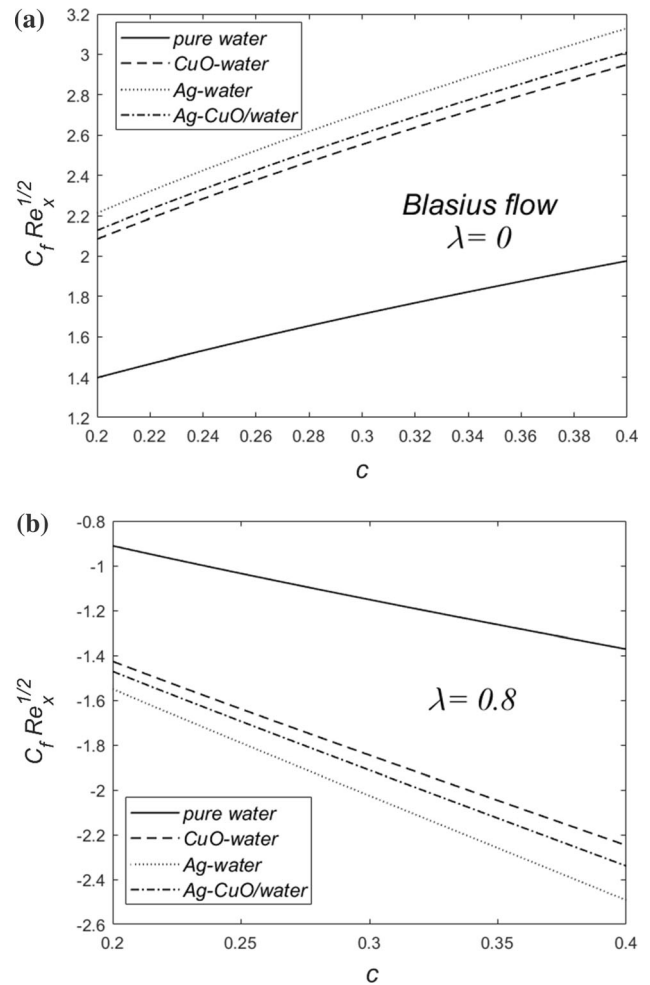 (a)
3.2
3
2.8
2.6
2.4
2.2
2
1.8
1.6
1.4
1.2
C_f Re_x^{1/2}
pure water
CuO-water
Ag-water
Ag-CuO/water
Blasius flow
λ= 0
0.2 0.22 0.24 0.26 0.28 0.3 0.32 0.34 0.36 0.38 0.4
c
(b)
-0.8
-1
-1.2
-1.4
-1.6
-1.8
-2
-2.2
-2.4
-2.6
C_f Re_x^{1/2}
λ= 0.8
pure water
CuO-water
Ag-water
Ag-CuO/water
0.2 0.25 0.3 0.35 0.4
c